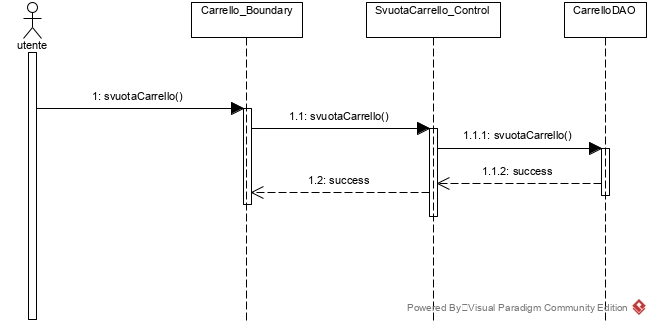 Carrello_Boundary
SvuotaCarrello_Control
CarrelloDAO
utente
1: svuotaCarrello()
1.1: svuotaCarrello()
1.1.1: svuotaCarrello()
1.1.2: success
1.2: success
Powered By Visual Paradigm Community Edition